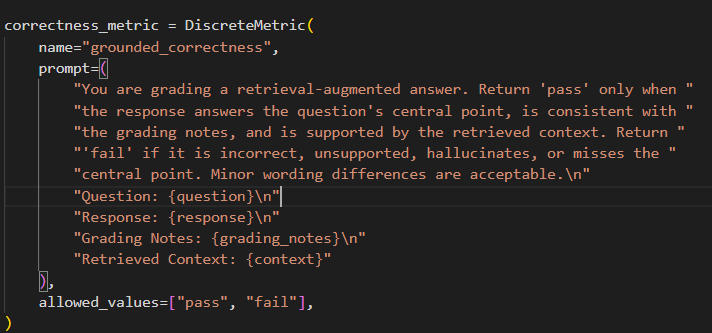 correctness_metric = DiscreteMetric(
    name="grounded_correctness",
    prompt=(
        "You are grading a retrieval-augmented answer. Return 'pass' only when "
        "the response answers the question's central point, is consistent with "
        "the grading notes, and is supported by the retrieved context. Return "
        "'fail' if it is incorrect, unsupported, hallucinates, or misses the "
        "central point. Minor wording differences are acceptable.\n"
        "Question: {question}\n"
        "Response: {response}\n"
        "Grading Notes: {grading_notes}\n"
        "Retrieved Context: {context}"
    ),
    allowed_values=["pass", "fail"],
)